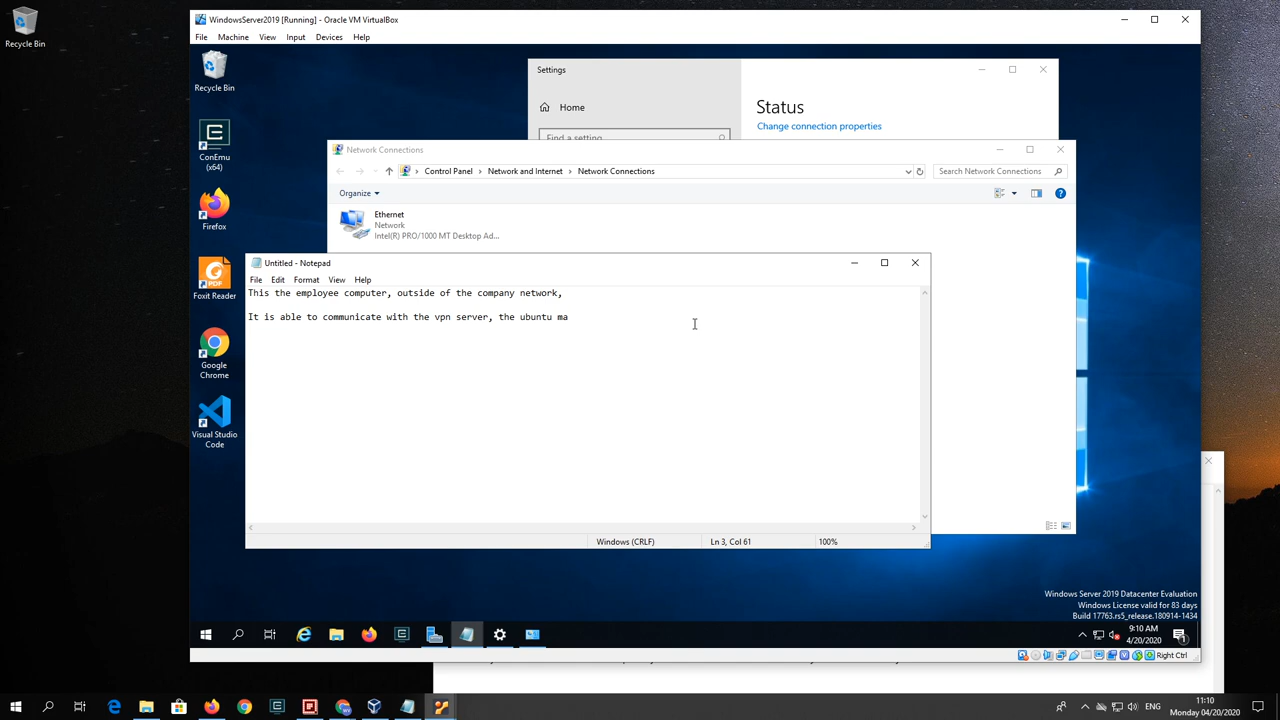 Recycle Bin
WindowsServer2019 [Running] - Oracle VM VirtualBox
File Machine View Input Devices Help
Recycle Bin
ConEmu
(x64)
Firefox
Foxit Reader
Google
Chrome
Visual Studio
Code
Settings
Home
Find a setting
Status
Change connection properties
Network Connections
Control Panel > Network and Internet > Network Connections
Search Network Connections
Organize
Ethernet
Network
Intel(R) PRO/1000 MT Desktop Ad...
Untitled - Notepad
File Edit Format View Help
This the employee computer, outside of the company network,
It is able to communicate with the vpn server, the ubuntu ma
Windows (CRLF) Ln 3, Col 61 100%
Windows Server 2019 Datacenter Evaluation
Windows License valid for 83 days
Build 17763.rs5_release.180914-1434
9:10 AM
4/20/2020
1
Right Ctrl
ENG
11:10
Monday 04/20/2020